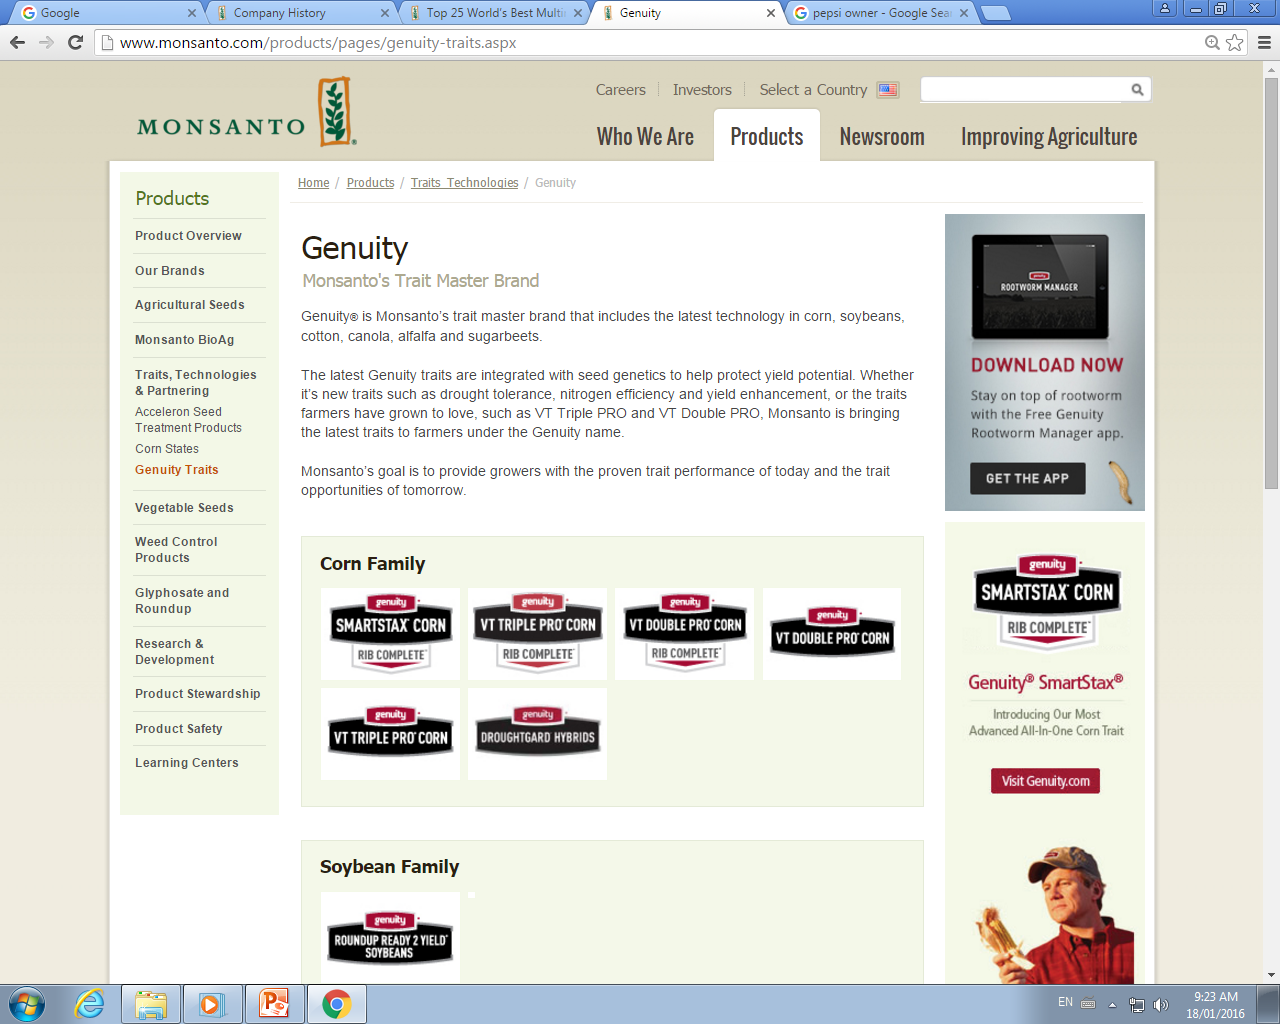 Google
Company History
Top 25 World's Best Multi
Genuity
pepsi owner - Google Sea
www.monsanto.com/products/pages/genuity-traits.aspx
MONSANTO
Careers
Investors
Select a Country
Who We Are
Products
Newsroom
Improving Agriculture
Products
Product Overview
Our Brands
Agricultural Seeds
Monsanto BioAg
Traits, Technologies
& Partnering
Acceleron Seed
Treatment Products
Corn States
Genuity Traits
Vegetable Seeds
Weed Control
Products
Glyphosate and
Roundup
Research &
Development
Product Stewardship
Product Safety
Learning Centers
Home / Products / Traits Technologies / Genuity
Genuity
Monsanto's Trait Master Brand
Genuity® is Monsanto's trait master brand that includes the latest technology in corn, soybeans,
cotton, canola, alfalfa and sugarbeets.
The latest Genuity traits are integrated with seed genetics to help protect yield potential. Whether
it's new traits such as drought tolerance, nitrogen efficiency and yield enhancement, or the traits
farmers have grown to love, such as VT Triple PRO and VT Double PRO, Monsanto is bringing
the latest traits to farmers under the Genuity name.
Monsanto's goal is to provide growers with the proven trait performance of today and the trait
opportunities of tomorrow.
Corn Family
genuity
SMARTSTAX CORN
RIB COMPLETE
genuity
VT TRIPLE PRO CORN
RIB COMPLETE
genuity
VT DOUBLE PRO CORN
RIB COMPLETE
genuity
VT DOUBLE PRO CORN
genuity
VT TRIPLE PRO CORN
genuity
DROUGHTGARD HYBRIDS
Soybean Family
genuity
ROUNDUP READY 2 YIELD
SOYBEANS
genuity
ROOTWORM MANAGER
DOWNLOAD NOW
Stay on top of rootworm
with the Free Genuity
Rootworm Manager app.
GET THE APP
genuity
SMARTSTAX CORN
RIB COMPLETE
Genuity® SmartStax®
Introducing Our Most
Advanced All-In-One Corn Trait
Visit Genuity.com
EN
9:23 AM
18/01/2016